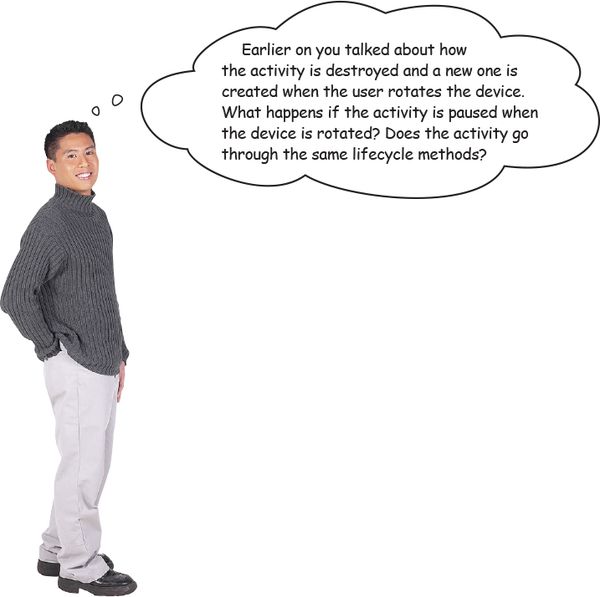 Earlier on you talked about how
the activity is destroyed and a new one is
created when the user rotates the device.
What happens if the activity is paused when
the device is rotated? Does the activity go
through the same lifecycle methods?